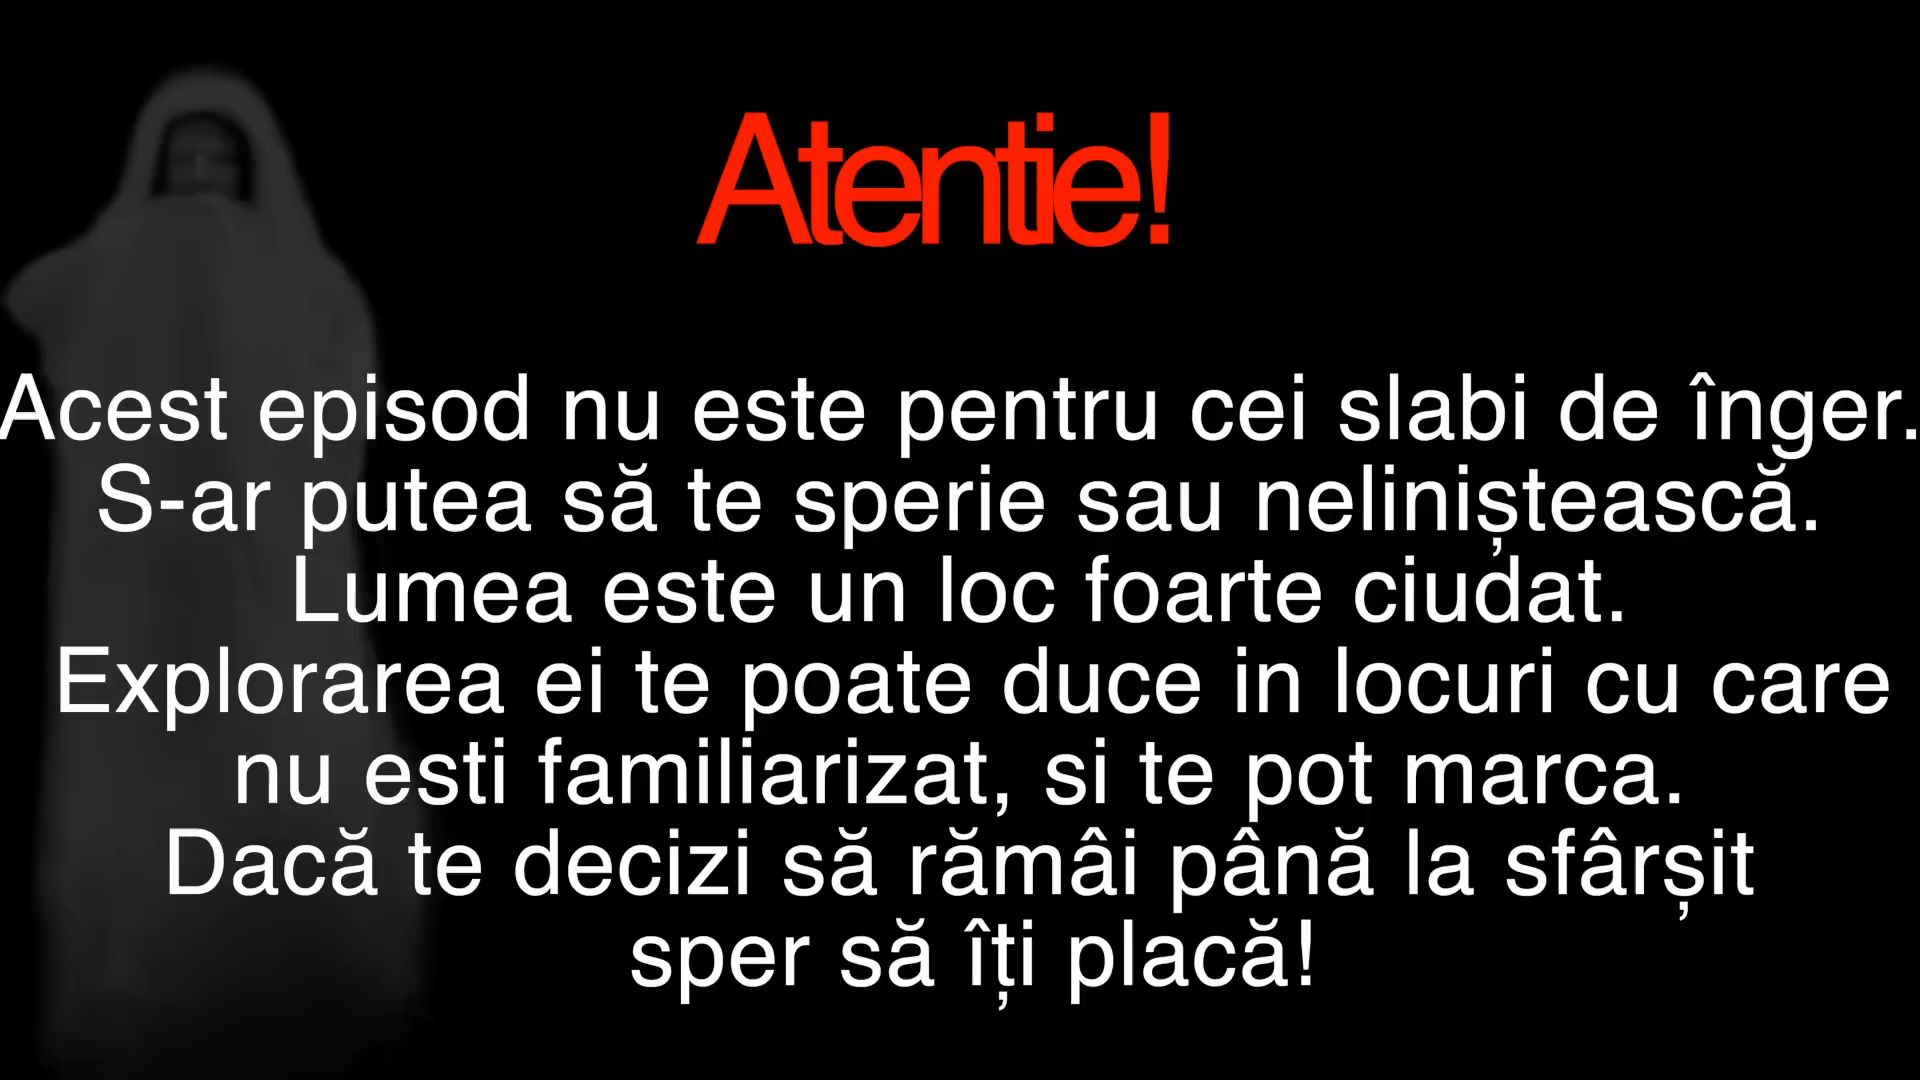 Atentie!
Acest episod nu este pentru cei slabi de înger.
S-ar putea să te sperie sau neliniștească.
Lumea este un loc foarte ciudat.
Explorarea ei te poate duce in locuri cu care
nu esti familiarizat, si te pot marca.
Dacă te decizi să rămâi până la sfârșit
sper să îți placă!